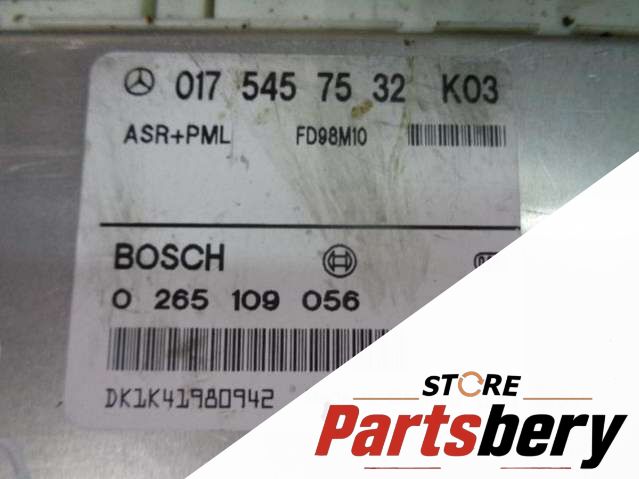 017 545 75 32 K03
ASR+PML FD98M10
BOSCH
0 265 109 056
DK1K41980942
STORE
Partsbery